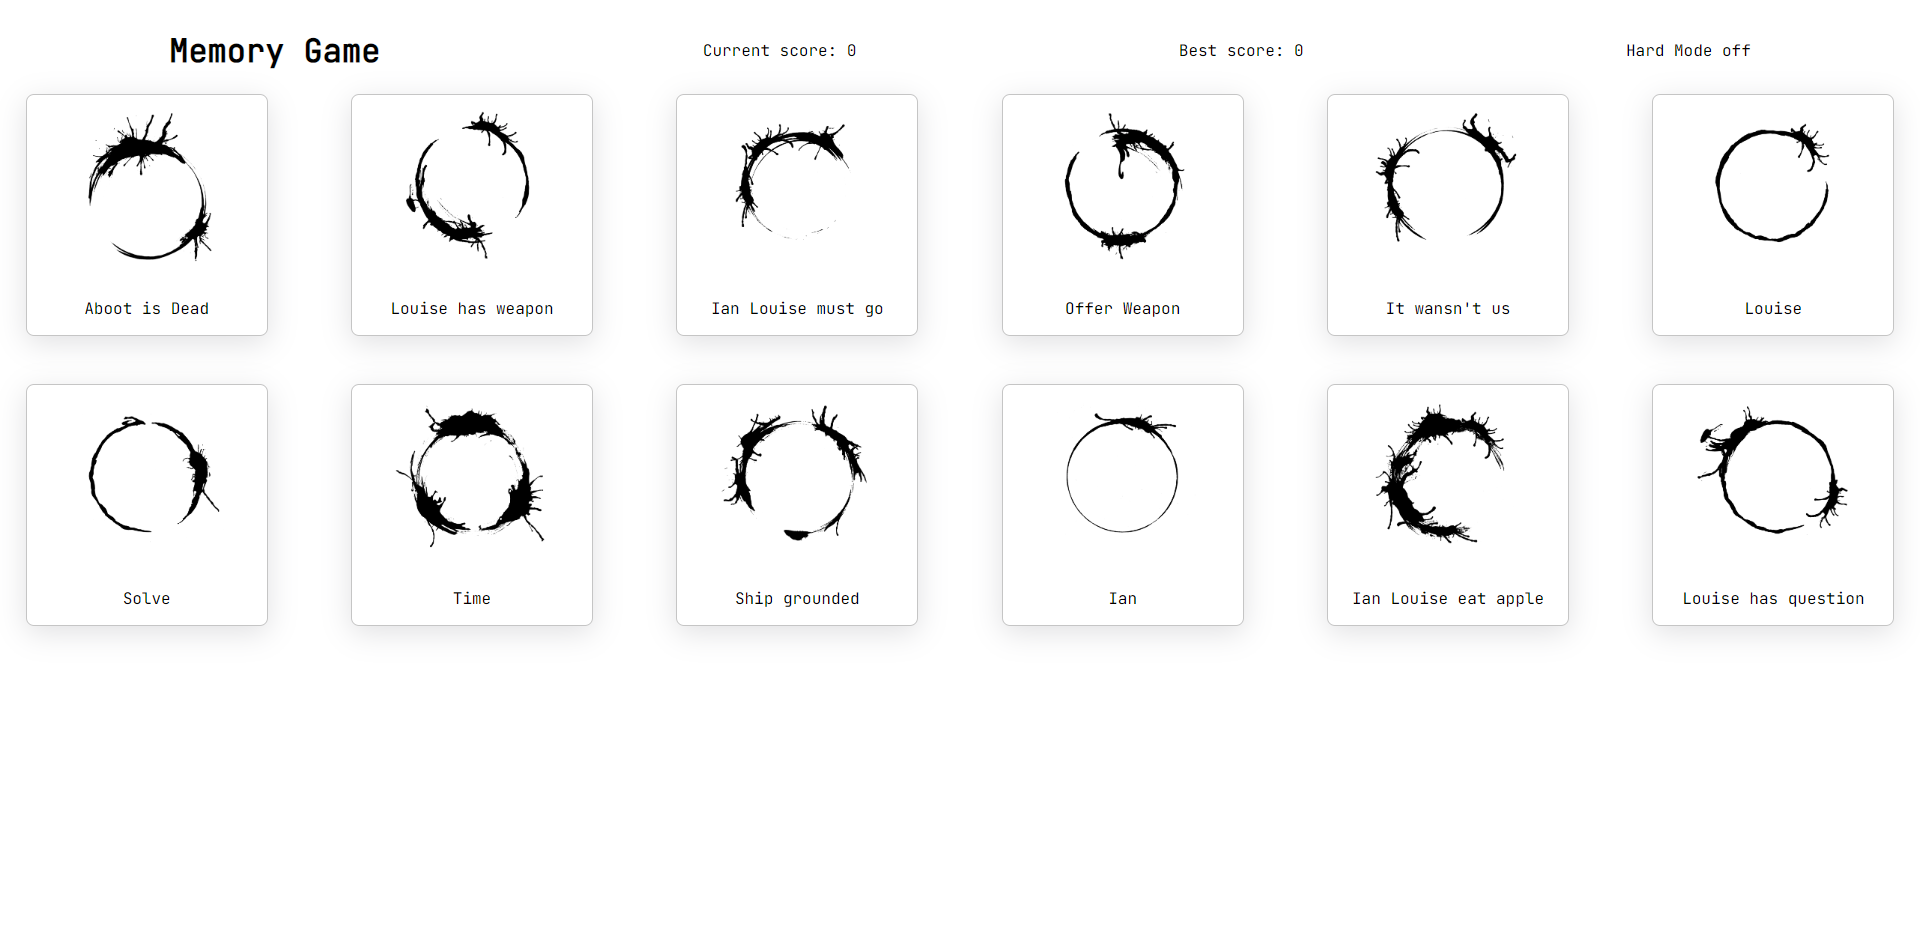 Memory Game
Current score: 0
Best score: 0
Hard Mode off
Aboot is Dead
Louise has weapon
Ian Louise must go
Offer Weapon
It wansn't us
Louise
Solve
Time
Ship grounded
Ian
Ian Louise eat apple
Louise has question